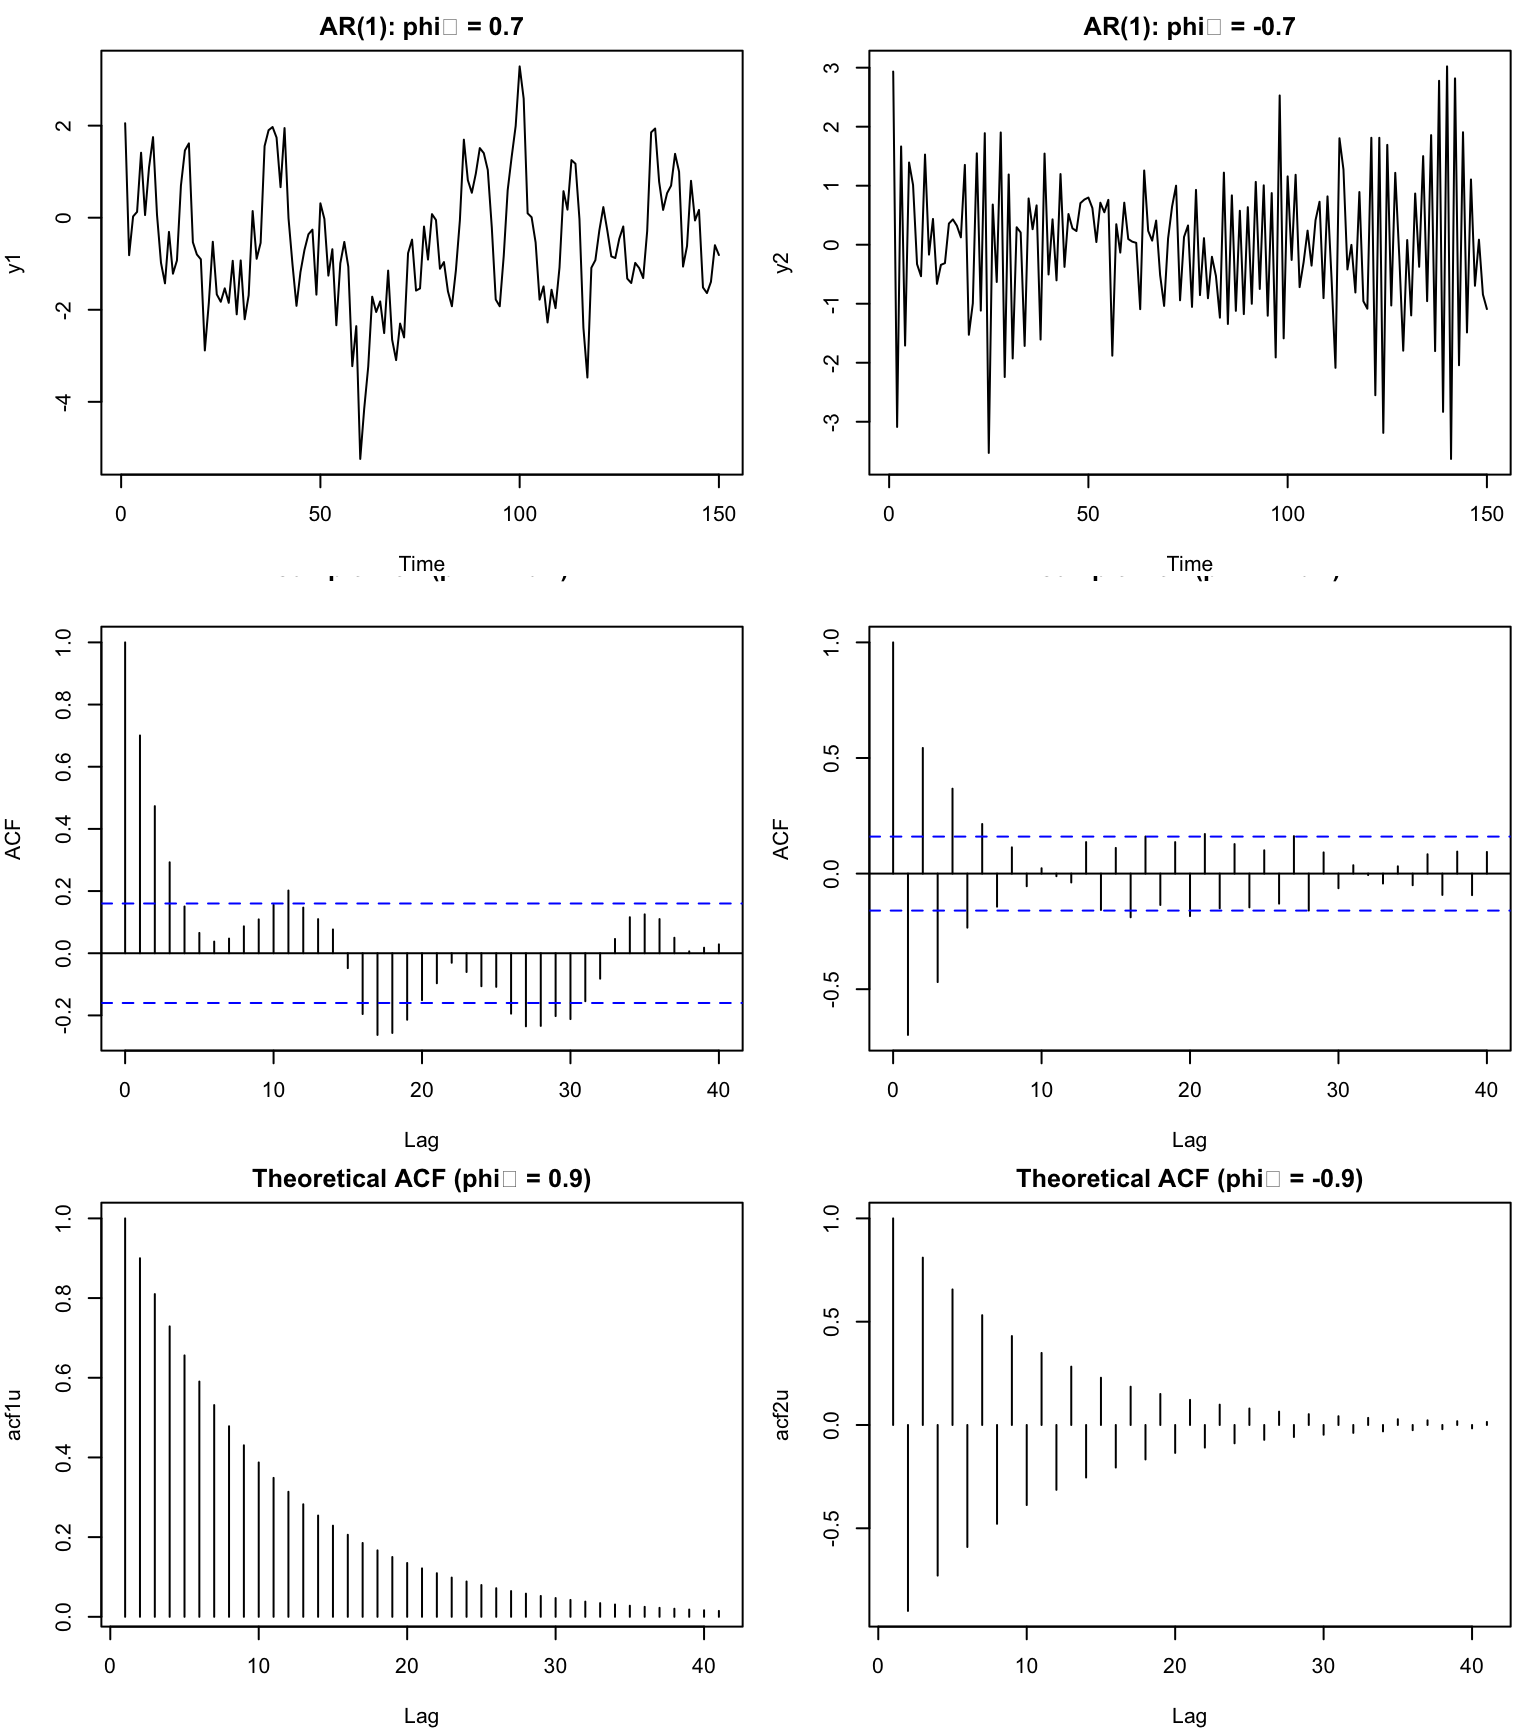 AR(1): phi□ = 0.7
y1
2
0
-2
-4
0 50 100 150
Time
AR(1): phi□ = -0.7
y2
3
2
1
0
-1
-2
-3
0 50 100 150
Time
ACF
1.0
0.8
0.6
0.4
0.2
0.0
-0.2
0 10 20 30 40
Lag
ACF
1.0
0.5
0.0
-0.5
0 10 20 30 40
Lag
Theoretical ACF (phi□ = 0.9)
acf1u
1.0
0.8
0.6
0.4
0.2
0.0
0 10 20 30 40
Lag
Theoretical ACF (phi□ = -0.9)
acf2u
1.0
0.5
0.0
-0.5
0 10 20 30 40
Lag